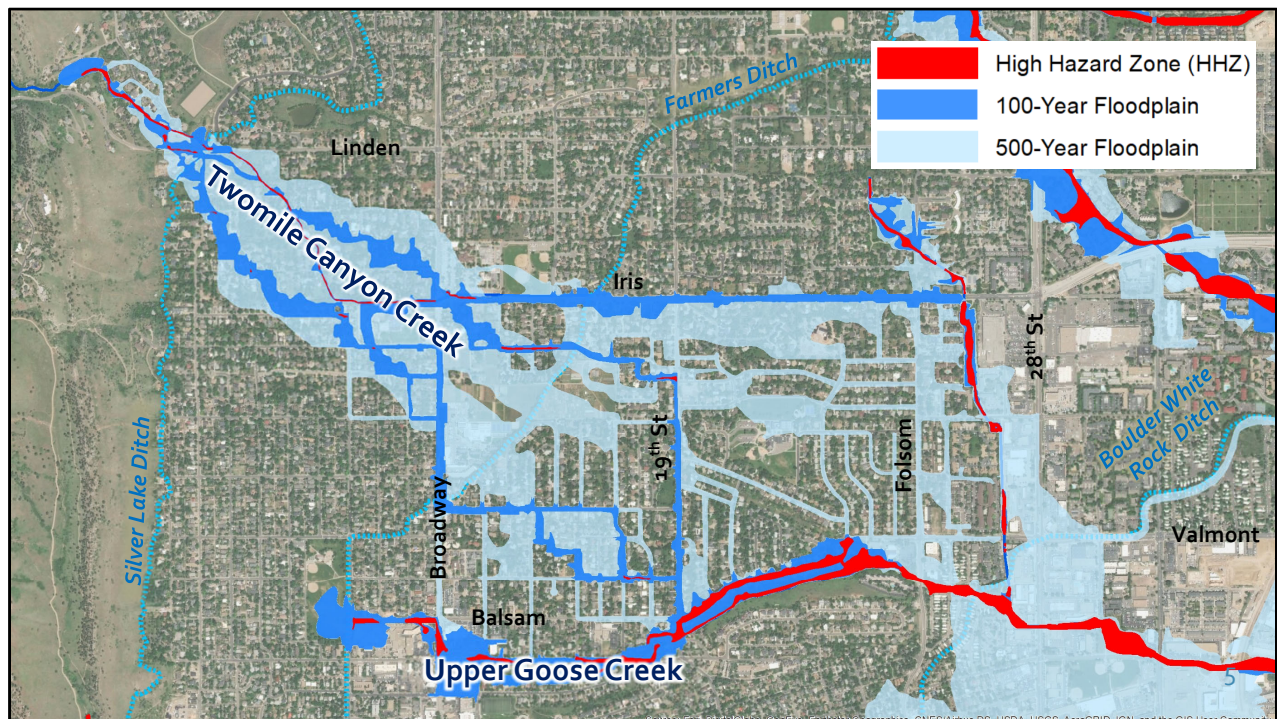 High Hazard Zone (HHZ)
100-Year Floodplain
500-Year Floodplain
Farmers Ditch
Linden
Twomile Canyon Creek
Iris
28th St
Boulder White
Rock Ditch
Silver Lake Ditch
19th St
Folsom
Broadway
Valmont
Balsam
Upper Goose Creek
5